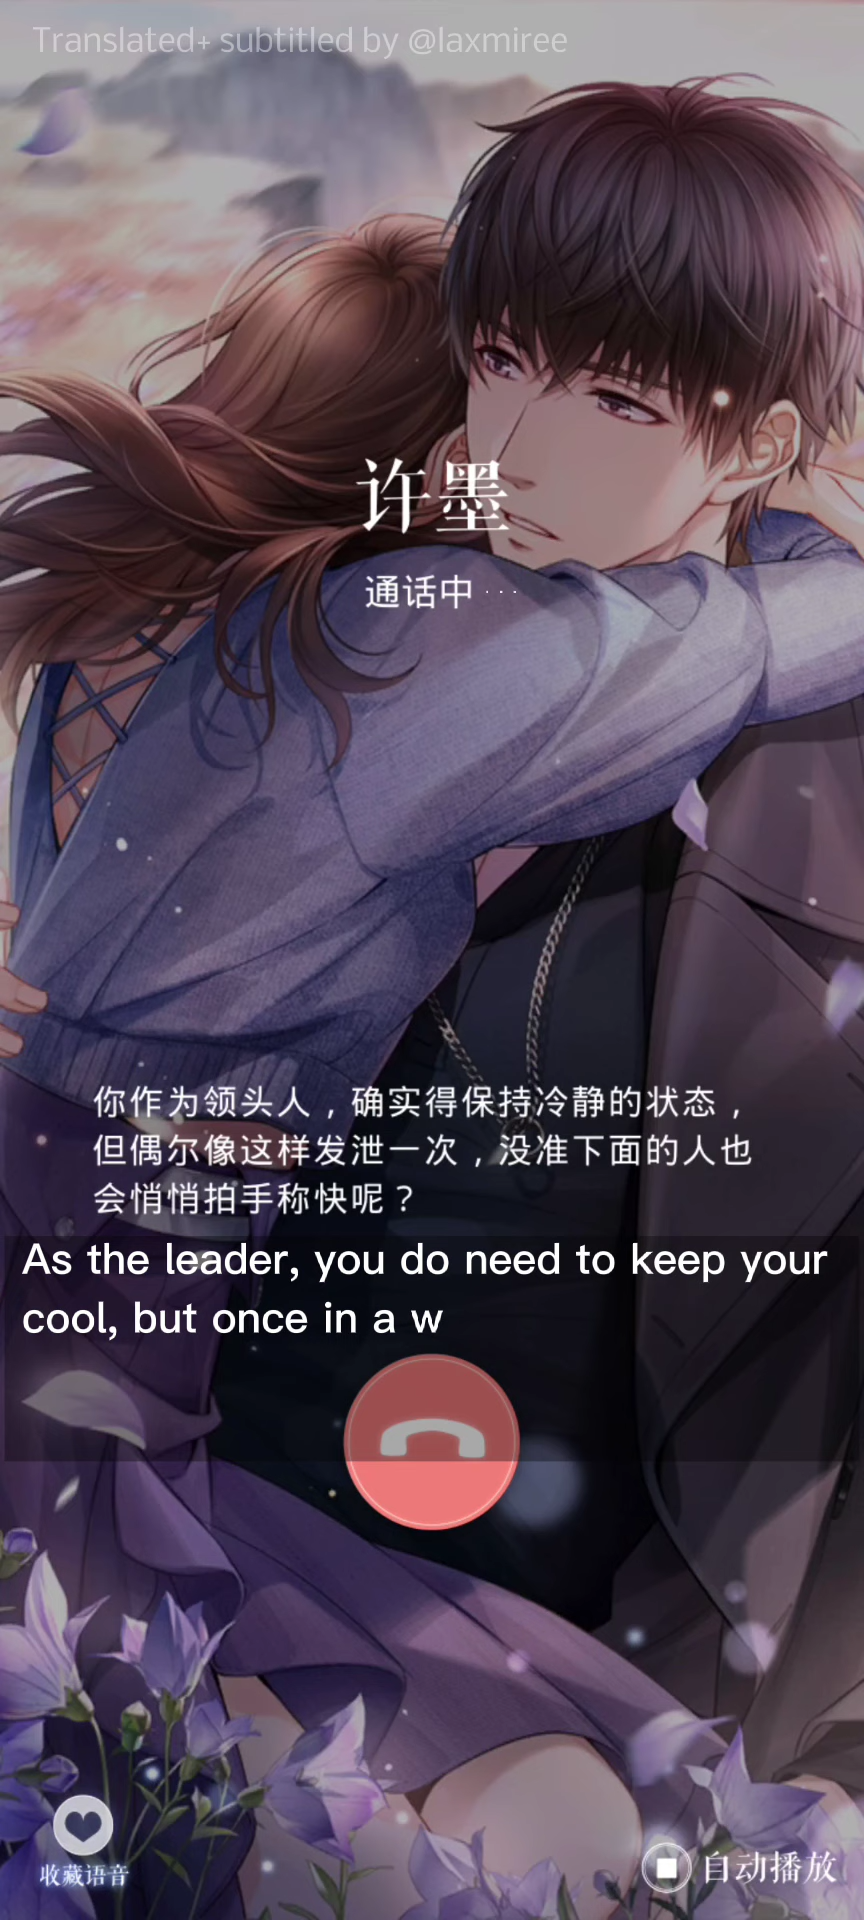 Translated+ subtitled by @laxmiree
许墨
通话中 ···
你作为领头人，确实得保持冷静的状态，
但偶尔像这样发泄一次，没准下面的人也
会悄悄拍手称快呢？
As the leader, you do need to keep your
cool, but once in a w
收藏语音
自动播放